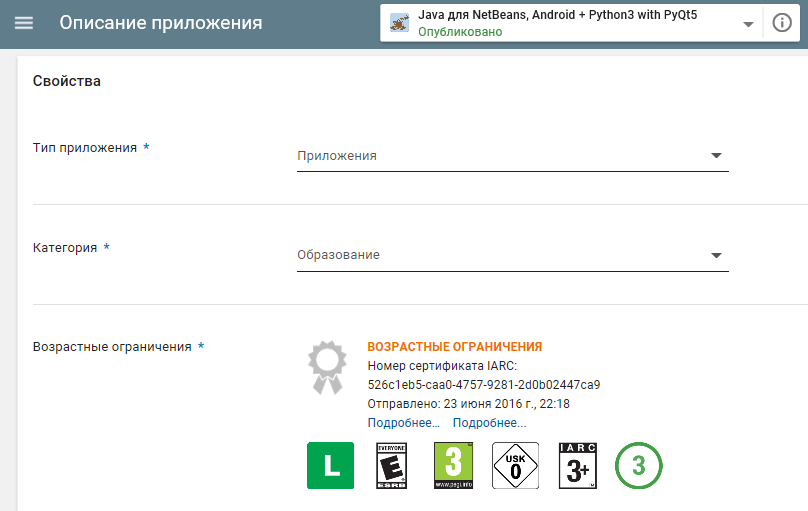 Описание приложения
Java для NetBeans, Android + Python3 with PyQt5
Опубликовано
Свойства
Тип приложения *
Приложения
Категория *
Образование
Возрастные ограничения *
ВОЗРАСТНЫЕ ОГРАНИЧЕНИЯ
Номер сертификата IARC:
526c1eb5-caa0-4757-9281-2d0b02447ca9
Отправлено: 23 июня 2016 г., 22:18
Подробнее... Подробнее...
L
EVERYONE
E
ESRB
3
www.pegi.info
USK
0
IARC
3+
3